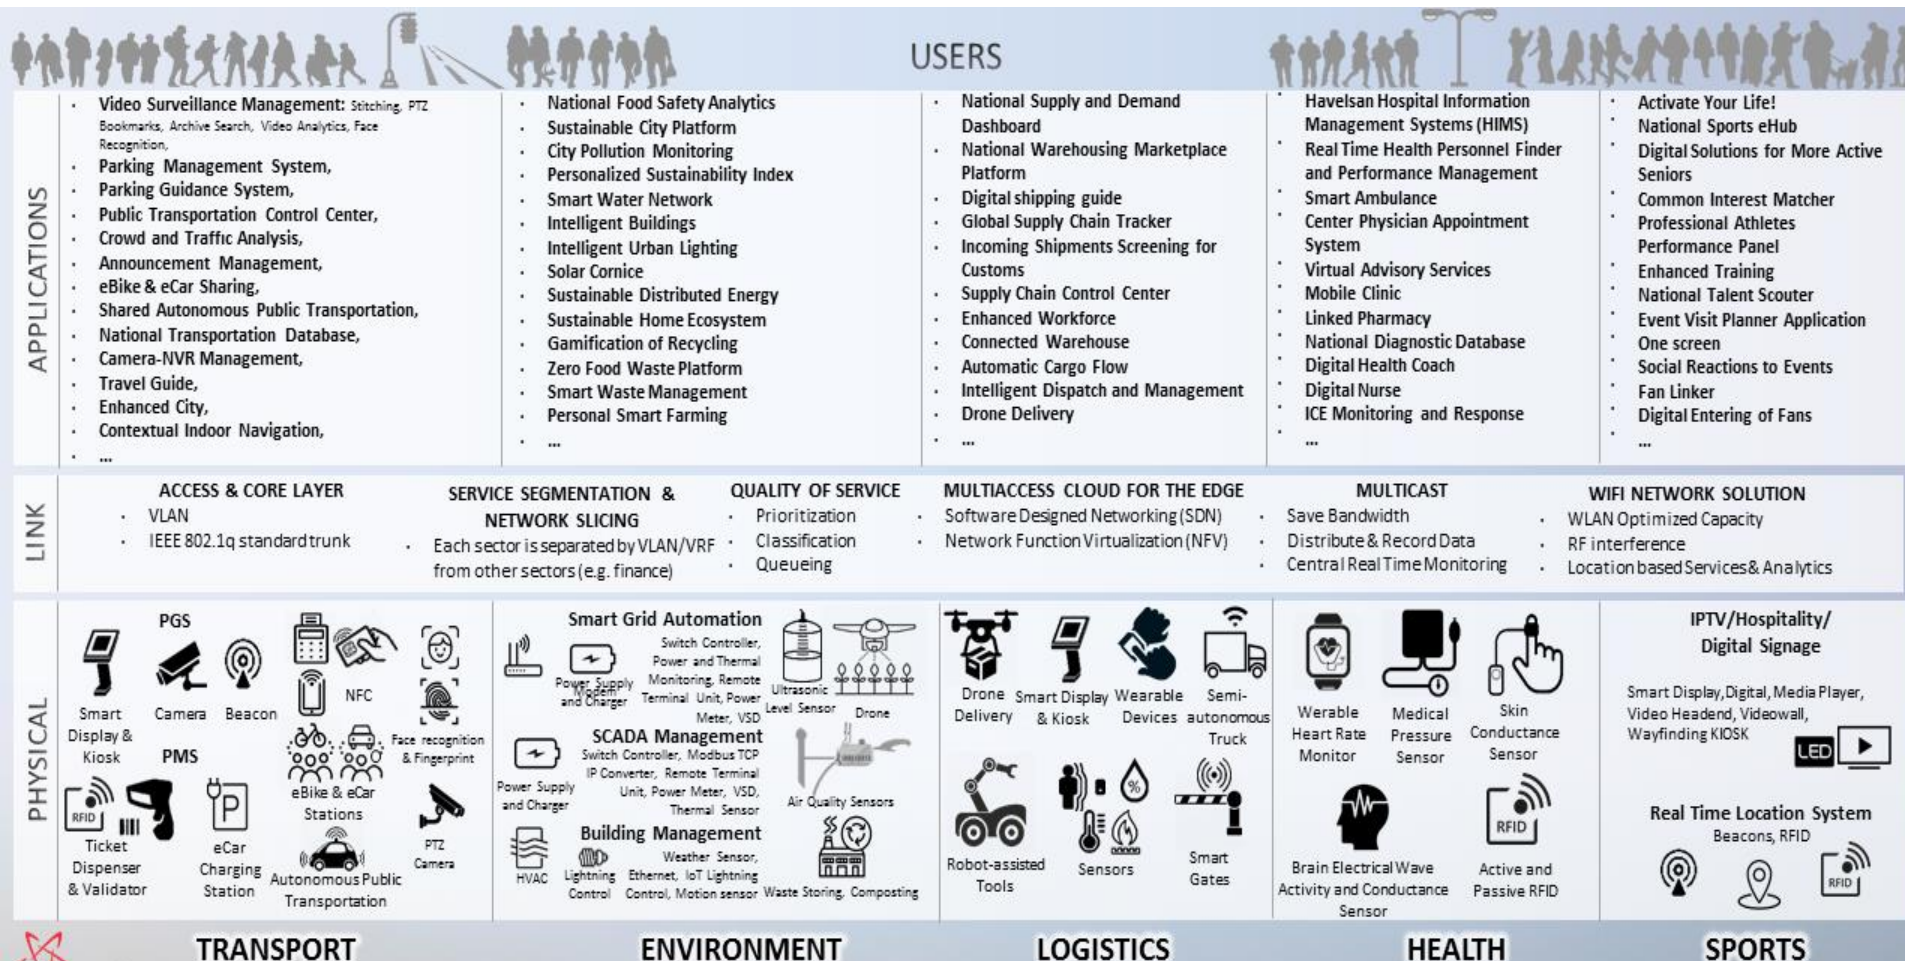 USERS
APPLICATIONS
Video Surveillance Management: Stitching, PTZ
Bookmarks, Archive Search, Video Analytics, Face
Recognition,
Parking Management System,
Parking Guidance System,
Public Transportation Control Center,
Crowd and Traffic Analysis,
Announcement Management,
eBike & eCar Sharing,
Shared Autonomous Public Transportation,
National Transportation Database,
Camera-NVR Management,
Travel Guide,
Enhanced City,
Contextual Indoor Navigation,
...
National Food Safety Analytics
Sustainable City Platform
City Pollution Monitoring
Personalized Sustainability Index
Smart Water Network
Intelligent Buildings
Intelligent Urban Lighting
Solar Cornice
Sustainable Distributed Energy
Sustainable Home Ecosystem
Gamification of Recycling
Zero Food Waste Platform
Smart Waste Management
Personal Smart Farming
...
National Supply and Demand
Dashboard
National Warehousing Marketplace
Platform
Digital shipping guide
Global Supply Chain Tracker
Incoming Shipments Screening for
Customs
Supply Chain Control Center
Enhanced Workforce
Connected Warehouse
Automatic Cargo Flow
Intelligent Dispatch and Management
Drone Delivery
...
Havelsan Hospital Information
Management Systems (HIMS)
Real Time Health Personnel Finder
and Performance Management
Smart Ambulance
Center Physician Appointment
System
Virtual Advisory Services
Mobile Clinic
Linked Pharmacy
National Diagnostic Database
Digital Health Coach
Digital Nurse
ICE Monitoring and Response
...
Activate Your Life!
National Sports eHub
Digital Solutions for More Active
Seniors
Common Interest Matcher
Professional Athletes
Performance Panel
Enhanced Training
National Talent Scouter
Event Visit Planner Application
One screen
Social Reactions to Events
Fan Linker
Digital Entering of Fans
...
LINK
ACCESS & CORE LAYER
VLAN
IEEE 802.1q standard trunk
SERVICE SEGMENTATION &
NETWORK SLICING
Each sector is separated by VLAN/VRF
from other sectors (e.g. finance)
QUALITY OF SERVICE
Prioritization
Classification
Queueing
MULTIACCESS CLOUD FOR THE EDGE
Software Designed Networking (SDN)
Network Function Virtualization (NFV)
MULTICAST
Save Bandwidth
Distribute & Record Data
Central Real Time Monitoring
WIFI NETWORK SOLUTION
WLAN Optimized Capacity
RF interference
Location based Services & Analytics
PHYSICAL
PGS
Smart
Display &
Kiosk
Camera
Beacon
NFC
Face recognition
& Fingerprint
PMS
RFID
Ticket
Dispenser
& Validator
P
eCar
Charging
Station
eBike & eCar
Stations
Autonomous Public
Transportation
PTZ
Camera
Smart Grid Automation
Switch Controller,
Power and Thermal
Monitoring, Remote
Terminal Unit, Power
Meter, VSD
Modem
Power Supply
and Charger
Ultrasonic
Level Sensor
Drone
SCADA Management
Switch Controller, Modbus TCP
IP Converter, Remote Terminal
Unit, Power Meter, VSD,
Thermal Sensor
Power Supply
and Charger
Air Quality Sensors
Building Management
Weather Sensor,
Ethernet, IoT Lightning
Control, Motion sensor
HVAC
Lightning
Control
Waste Storing, Composting
Drone
Delivery
Smart Display
& Kiosk
Wearable
Devices
Semi-
autonomous
Truck
Robot-assisted
Tools
%
Sensors
Smart
Gates
Werable
Heart Rate
Monitor
Medical
Pressure
Sensor
Skin
Conductance
Sensor
Brain Electrical Wave
Activity and Conductance
Sensor
RFID
Active and
Passive RFID
IPTV/Hospitality/
Digital Signage
Smart Display, Digital, Media Player,
Video Headend, Videowall,
Wayfinding KIOSK
LED
Real Time Location System
Beacons, RFID
RFID
TRANSPORT
ENVIRONMENT
LOGISTICS
HEALTH
SPORTS